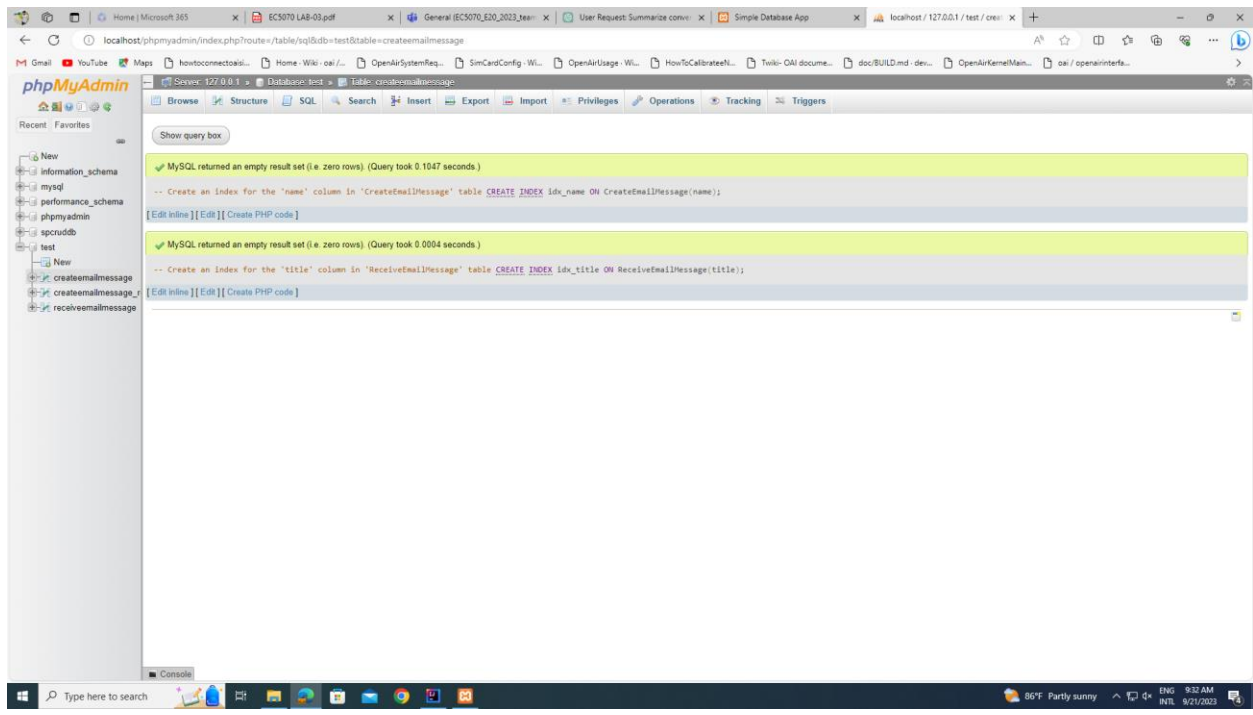 Home | Microsoft 365
EC5070 LAB-03.pdf
General (EC5070_E20_2023_team
User Request: Summarize conver
Simple Database App
localhost / 127.0.0.1 / test / creat
localhost/phpmyadmin/index.php?route=/table/sql&db=test&table=createemailmessage
Gmail
YouTube
Maps
howtoconnectoaisi...
Home · Wiki · oai /...
OpenAirSystemReq...
SimCardConfig · Wi...
OpenAirUsage · Wi...
HowToCalibrateeN...
Twiki- OAI docume...
doc/BUILD.md · dev...
OpenAirKernelMain...
oai / openairinterfa...
phpMyAdmin
Recent Favorites
New
information_schema
mysql
performance_schema
phpmyadmin
spcruddb
test
New
createemailmessage
createemailmessage_r
receiveemailmessage
Server: 127.0.0.1 » Database: test » Table: createemailmessage
Browse Structure SQL Search Insert Export Import Privileges Operations Tracking Triggers
Show query box
MySQL returned an empty result set (i.e. zero rows). (Query took 0.1047 seconds.)
-- Create an index for the 'name' column in 'CreateEmailMessage' table CREATE INDEX idx_name ON CreateEmailMessage(name);
[ Edit inline ] [ Edit ] [ Create PHP code ]
MySQL returned an empty result set (i.e. zero rows). (Query took 0.0004 seconds.)
-- Create an index for the 'title' column in 'ReceiveEmailMessage' table CREATE INDEX idx_title ON ReceiveEmailMessage(title);
[ Edit inline ] [ Edit ] [ Create PHP code ]
Console
Type here to search
86°F Partly sunny
ENG
INTL
9:32 AM
9/21/2023